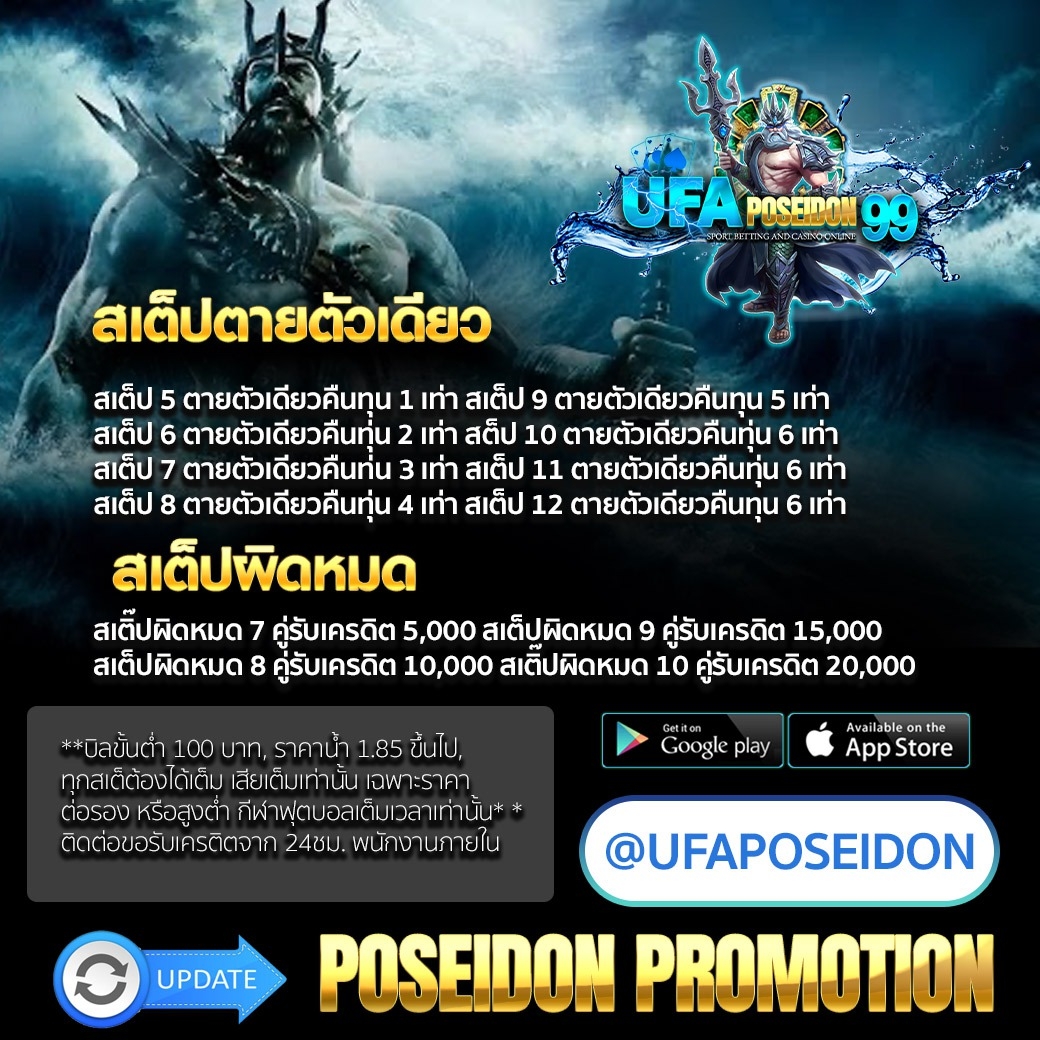 UFA POSEIDON 99
SPORT BETTING AND CASINO ONLINE
สเต็ปตายตัวเดียว
สเต็ป 5 ตายตัวเดียวคืนทุน 1 เท่า สเต็ป 9 ตายตัวเดียวคืนทุน 5 เท่า
สเต็ป 6 ตายตัวเดียวคืนทุ่น 2 เท่า สต็ป 10 ตายตัวเดียวคืนทุ่น 6 เท่า
สเต็ป 7 ตายตัวเดียวคืนทุ่น 3 เท่า สเต็ป 11 ตายตัวเดียวคืนทุ่น 6 เท่า
สเต็ป 8 ตายตัวเดียวคืนทุ่น 4 เท่า สเต็ป 12 ตายตัวเดียวคืนทุน 6 เท่า
สเต็ปผิดหมด
สเติ๊ปผิดหมด 7 คู่รับเครดิต 5,000 สเต็ปผิดหมด 9 คู่รับเครดิต 15,000
สเต็ปผิดหมด 8 คู่รับเครดิต 10,000 สเติ๊ปผิดหมด 10 คู่รับเครดิต 20,000
**บิลขั้นต่ำ 100 บาท, ราคาน้ำ 1.85 ขึ้นไป,
ทุกสเต็ต้องได้เต็ม เสียเต็มเท่านั้น เฉพาะราคา
ต่อรอง หรือสูงต่ำ กีฬาฟุตบอลเต็มเวลาเท่านั้น* *
ติดต่อขอรับเครดติตจาก 24ชม. พนักงานภายใน
Get it on
Google play
Available on the
App Store
@UFAPOSEIDON
UPDATE
POSEIDON PROMOTION